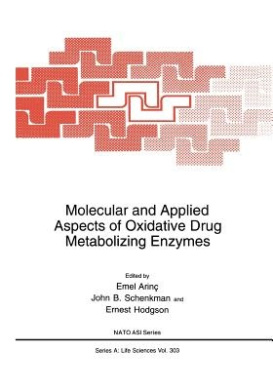 Molecular and Applied
Aspects of Oxidative Drug
Metabolizing Enzymes
Edited by
Emel Arinç
John B. Schenkman and
Ernest Hodgson
NATO ASI Series
Series A: Life Sciences Vol. 303